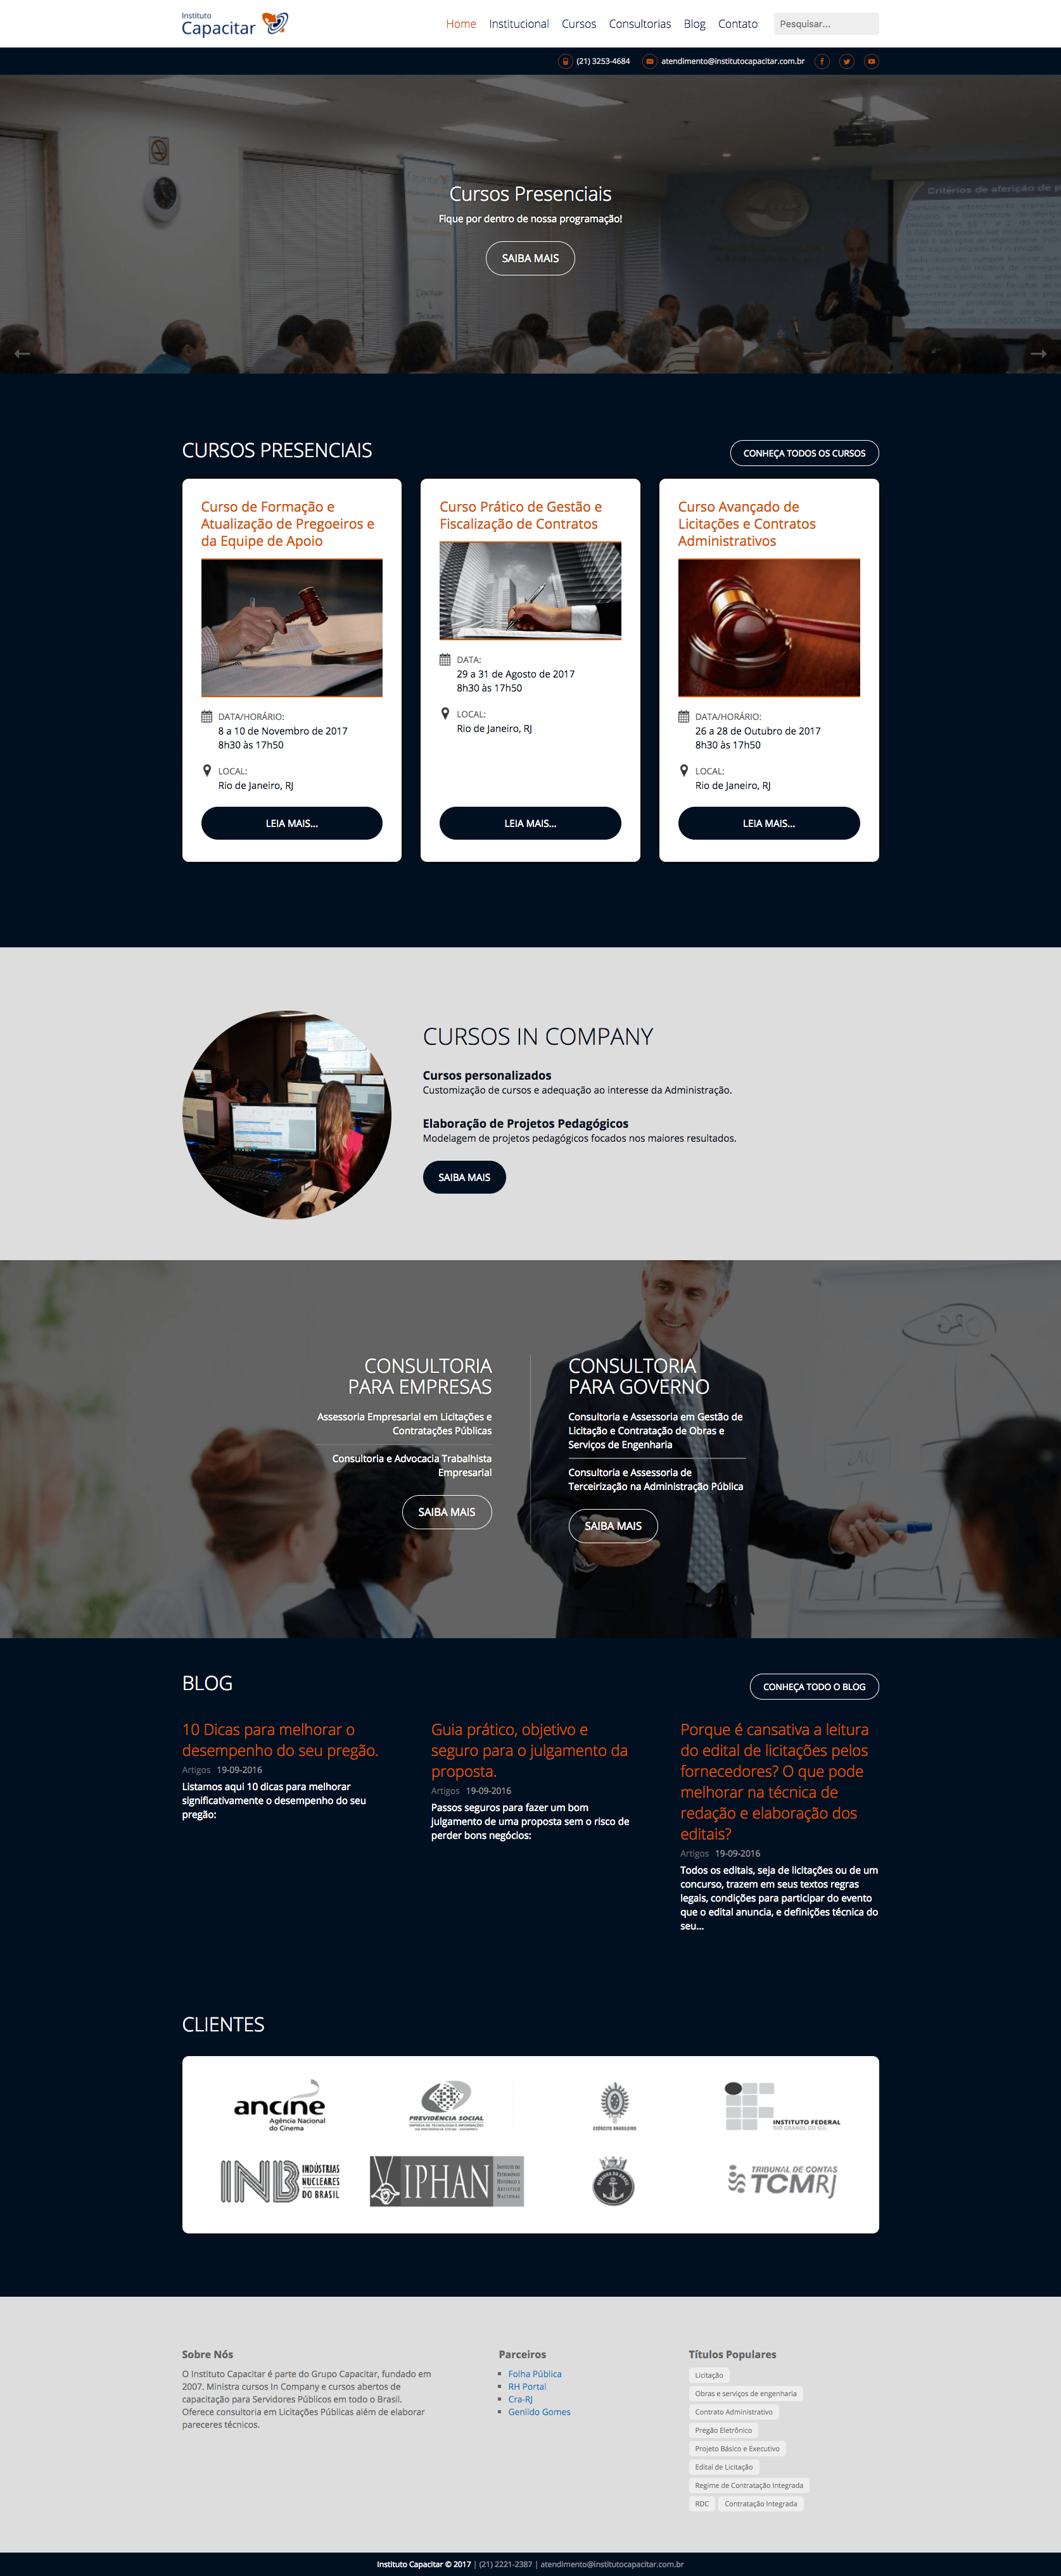 Instituto
Capacitar
Home Institucional Cursos Consultorias Blog Contato Pesquisar...
(21) 3253-4684 atendimento@institutocapacitar.com.br
Critérios de aferição de p
Cursos Presenciais
Fique por dentro de nossa programação!
SAIBA MAIS
CURSOS PRESENCIAIS
CONHEÇA TODOS OS CURSOS
Curso de Formação e
Atualização de Pregoeiros e
da Equipe de Apoio
DATA/HORÁRIO:
8 a 10 de Novembro de 2017
8h30 às 17h50
LOCAL:
Rio de Janeiro, RJ
LEIA MAIS...
Curso Prático de Gestão e
Fiscalização de Contratos
DATA:
29 a 31 de Agosto de 2017
8h30 às 17h50
LOCAL:
Rio de Janeiro, RJ
LEIA MAIS...
Curso Avançado de
Licitações e Contratos
Administrativos
DATA/HORÁRIO:
26 a 28 de Outubro de 2017
8h30 às 17h50
LOCAL:
Rio de Janeiro, RJ
LEIA MAIS...
CURSOS IN COMPANY
Cursos personalizados
Customização de cursos e adequação ao interesse da Administração.
Elaboração de Projetos Pedagógicos
Modelagem de projetos pedagógicos focados nos maiores resultados.
SAIBA MAIS
CONSULTORIA
PARA EMPRESAS
Assessoria Empresarial em Licitações e
Contratações Públicas
Consultoria e Advocacia Trabalhista
Empresarial
SAIBA MAIS
CONSULTORIA
PARA GOVERNO
Consultoria e Assessoria em Gestão de
Licitação e Contratação de Obras e
Serviços de Engenharia
Consultoria e Assessoria de
Terceirização na Administração Pública
SAIBA MAIS
BLOG
CONHEÇA TODO O BLOG
10 Dicas para melhorar o
desempenho do seu pregão.
Artigos 19-09-2016
Listamos aqui 10 dicas para melhorar
significativamente o desempenho do seu
pregão:
Guia prático, objetivo e
seguro para o julgamento da
proposta.
Artigos 19-09-2016
Passos seguros para fazer um bom
julgamento de uma proposta sem o risco de
perder bons negócios:
Porque é cansativa a leitura
do edital de licitações pelos
fornecedores? O que pode
melhorar na técnica de
redação e elaboração dos
editais?
Artigos 19-09-2016
Todos os editais, seja de licitações ou de um
concurso, trazem em seus textos regras
legais, condições para participar do evento
que o edital anuncia, e definições técnica do
seu...
CLIENTES
ancine
Agência Nacional
do Cinema
PREVIDÊNCIA SOCIAL
EMPRESA DE TECNOLOGIA E INFORMAÇÕES
DA PREVIDÊNCIA SOCIAL - DATAPREV
EXÉRCITO BRASILEIRO
INSTITUTO FEDERAL
RIO GRANDE DO SUL
INB INDÚSTRIAS
NUCLEARES
DO BRASIL
IPHAN
INSTITUTO DO
PATRIMÔNIO
HISTÓRICO E
ARTÍSTICO
NACIONAL
TRIBUNAL DE CONTAS
TCMRJ
Sobre Nós
O Instituto Capacitar é parte do Grupo Capacitar, fundado em
2007. Ministra cursos In Company e cursos abertos de
capacitação para Servidores Públicos em todo o Brasil.
Oferece consultoria em Licitações Públicas além de elaborar
pareceres técnicos.
Parceiros
Folha Pública
RH Portal
Cra-RJ
Genildo Gomes
Títulos Populares
Licitação
Obras e serviços de engenharia
Contrato Administrativo
Pregão Eletrônico
Projeto Básico e Executivo
Edital de Licitação
Regime de Contratação Integrada
RDC Contratação Integrada
Instituto Capacitar © 2017 | (21) 2221-2387 | atendimento@institutocapacitar.com.br